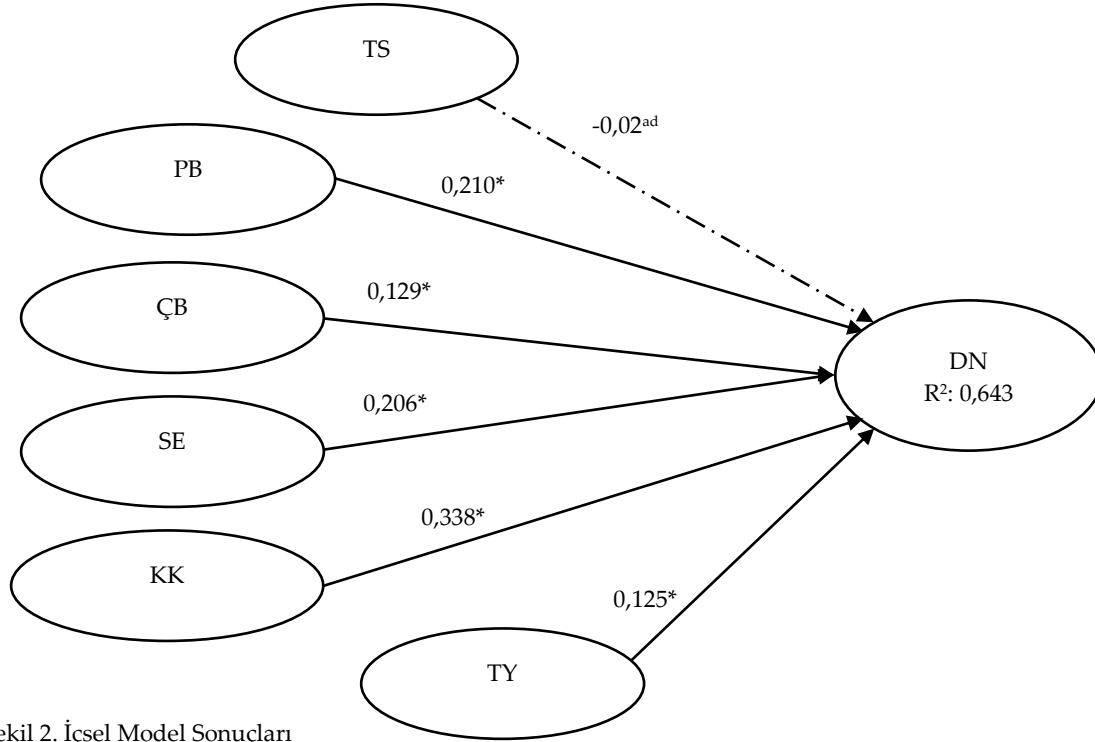 TS
-0,02ᵃᵈ
PB
0,210*
ÇB
0,129*
DN
R²: 0,643
SE
0,206*
KK
0,338*
TY
0,125*
ekil 2. İçsel Model Sonuçları